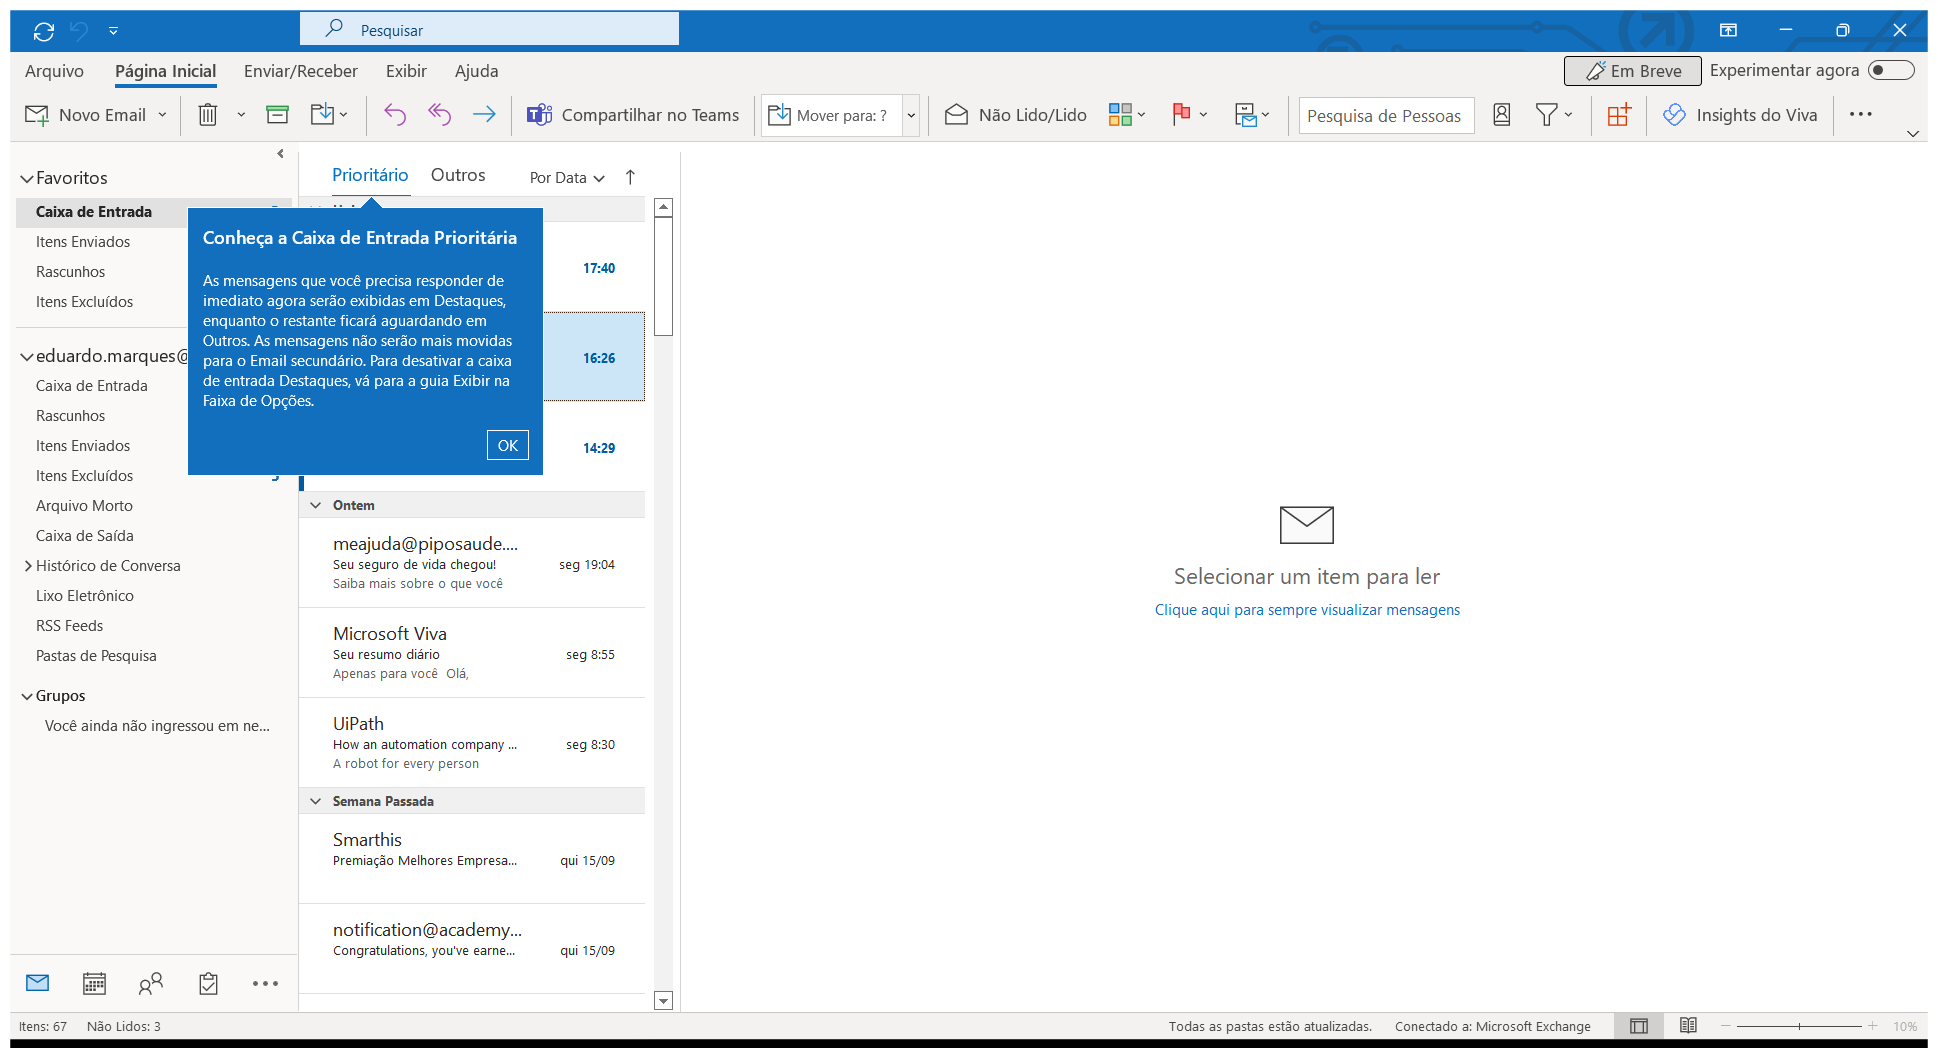 Pesquisar
Arquivo
Página Inicial
Enviar/Receber
Exibir
Ajuda
Em Breve
Experimentar agora
Novo Email
Compartilhar no Teams
Mover para: ?
Não Lido/Lido
Pesquisa de Pessoas
Insights do Viva
Favoritos
Caixa de Entrada
Itens Enviados
Rascunhos
Itens Excluídos
eduardo.marques@
Caixa de Entrada
Rascunhos
Itens Enviados
Itens Excluídos
Arquivo Morto
Caixa de Saída
Histórico de Conversa
Lixo Eletrônico
RSS Feeds
Pastas de Pesquisa
Grupos
Você ainda não ingressou em ne...
Prioritário
Outros
Por Data
Conheça a Caixa de Entrada Prioritária
As mensagens que você precisa responder de
imediato agora serão exibidas em Destaques,
enquanto o restante ficará aguardando em
Outros. As mensagens não serão mais movidas
para o Email secundário. Para desativar a caixa
de entrada Destaques, vá para a guia Exibir na
Faixa de Opções.
OK
17:40
16:26
14:29
Ontem
meajuda@piposaude....
Seu seguro de vida chegou! seg 19:04
Saiba mais sobre o que você
Microsoft Viva
Seu resumo diário seg 8:55
Apenas para você Olá,
UiPath
How an automation company ... seg 8:30
A robot for every person
Semana Passada
Smarthis
Premiação Melhores Empresa... qui 15/09
notification@academy...
Congratulations, you've earne... qui 15/09
Selecionar um item para ler
Clique aqui para sempre visualizar mensagens
Itens: 67
Não Lidos: 3
Todas as pastas estão atualizadas.
Conectado a: Microsoft Exchange
10%